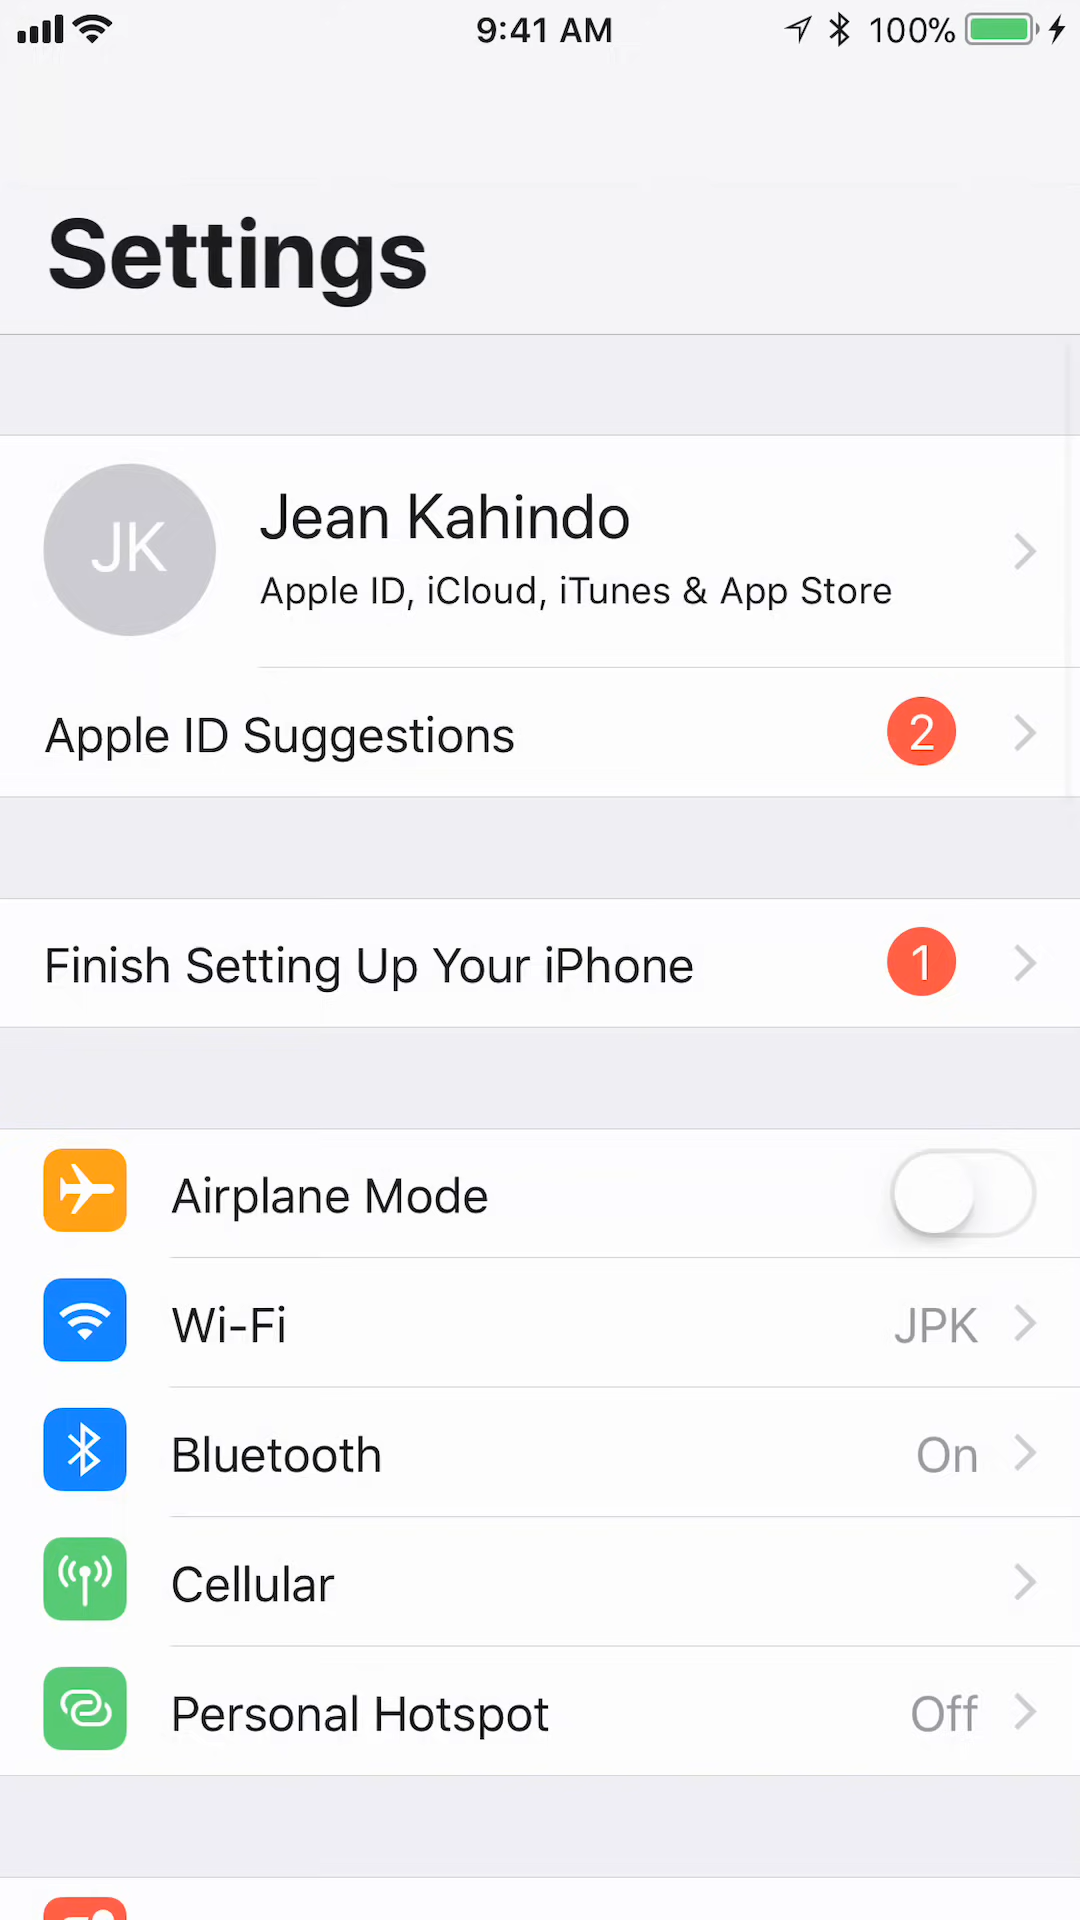 9:41 AM
100%
Settings
JK
Jean Kahindo
Apple ID, iCloud, iTunes & App Store
Apple ID Suggestions
2
Finish Setting Up Your iPhone
1
Airplane Mode
Wi-Fi
JPK
Bluetooth
On
Cellular
Personal Hotspot
Off